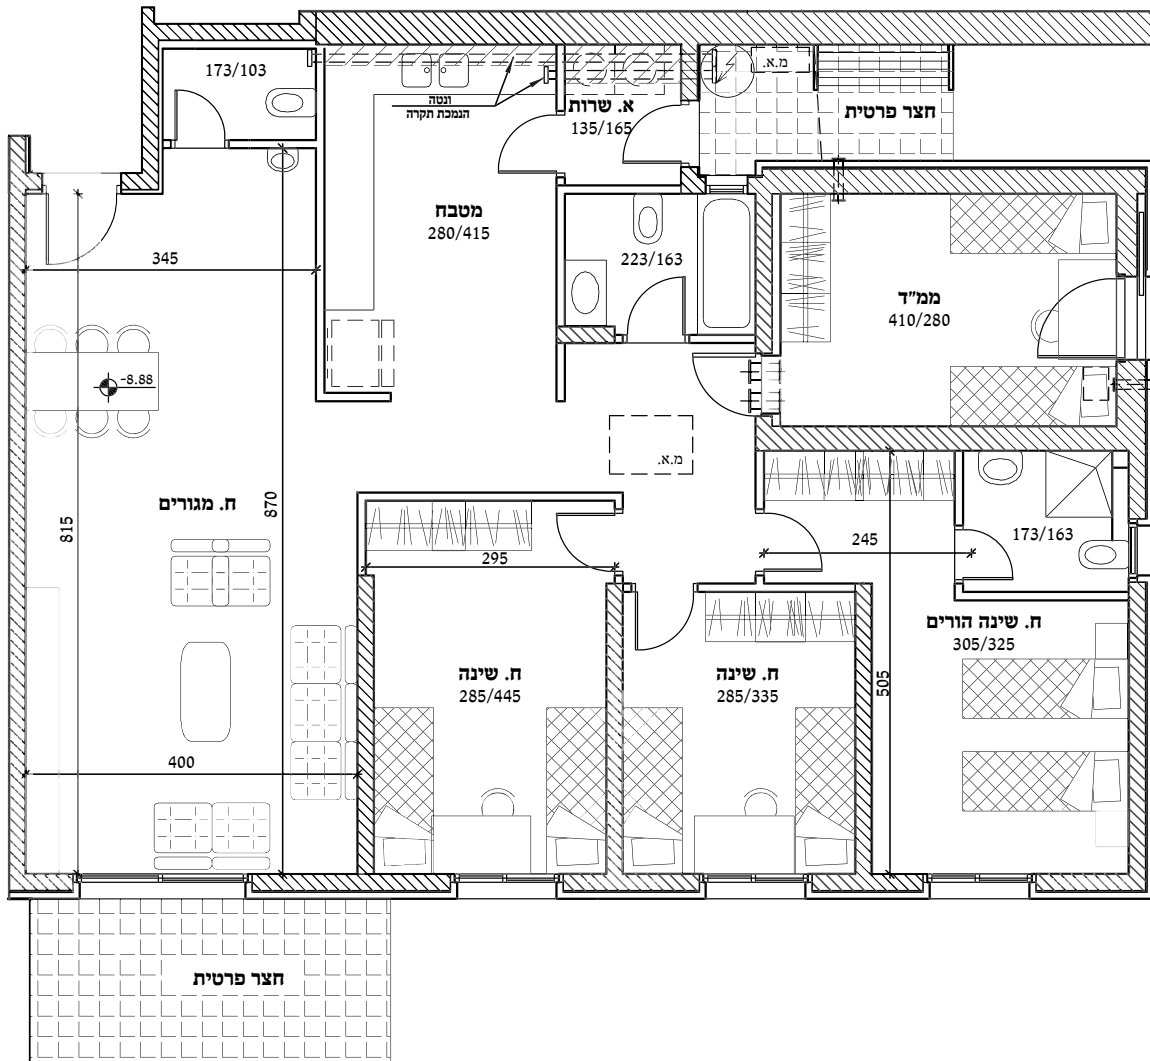 173/103
ונטה
הנמכת תקרה
א. שרות
135/165
מ.א.
חצר פרטית
מטבח
280/415
345
223/163
ממ״ד
410/280
-8.88
מ.א.
ח. מגורים
815
870
295
245
173/163
ח. שינה הורים
305/325
ח. שינה
285/445
ח. שינה
285/335
505
400
חצר פרטית